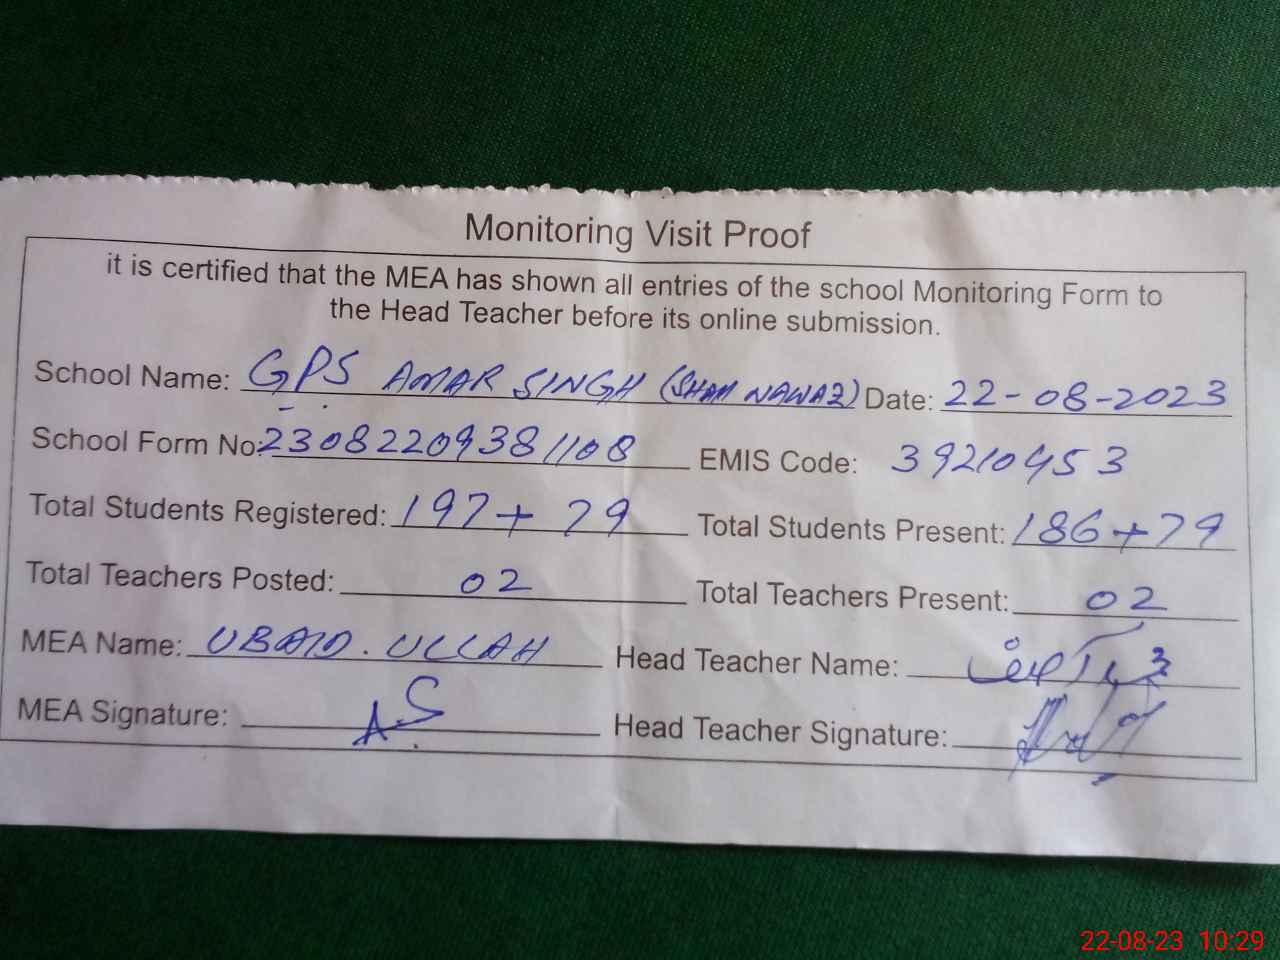 Monitoring Visit Proof
it is certified that the MEA has shown all entries of the school Monitoring Form to
the Head Teacher before its online submission.
School Name: GPS AMAR SINGH (SHAH NAWAZ) Date: 22-08-2023
School Form No: 23082209381108 EMIS Code: 39210453
Total Students Registered: 197+79 Total Students Present: 186+79
Total Teachers Posted: 02 Total Teachers Present: 02
MEA Name: UBAID.ULLAH Head Teacher Name:
MEA Signature: Head Teacher Signature:
22-08-23 10:29